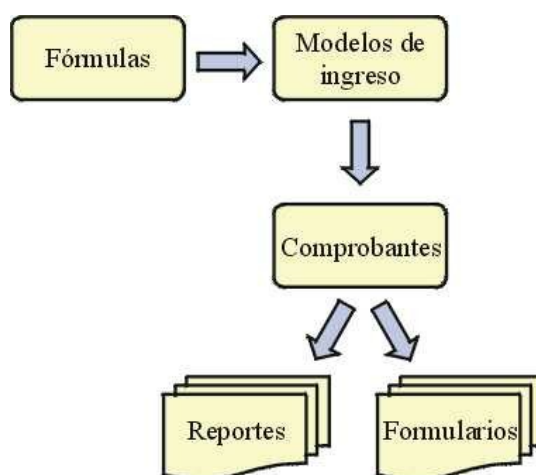 Fórmulas
Modelos de
ingreso
Comprobantes
Reportes
Formularios